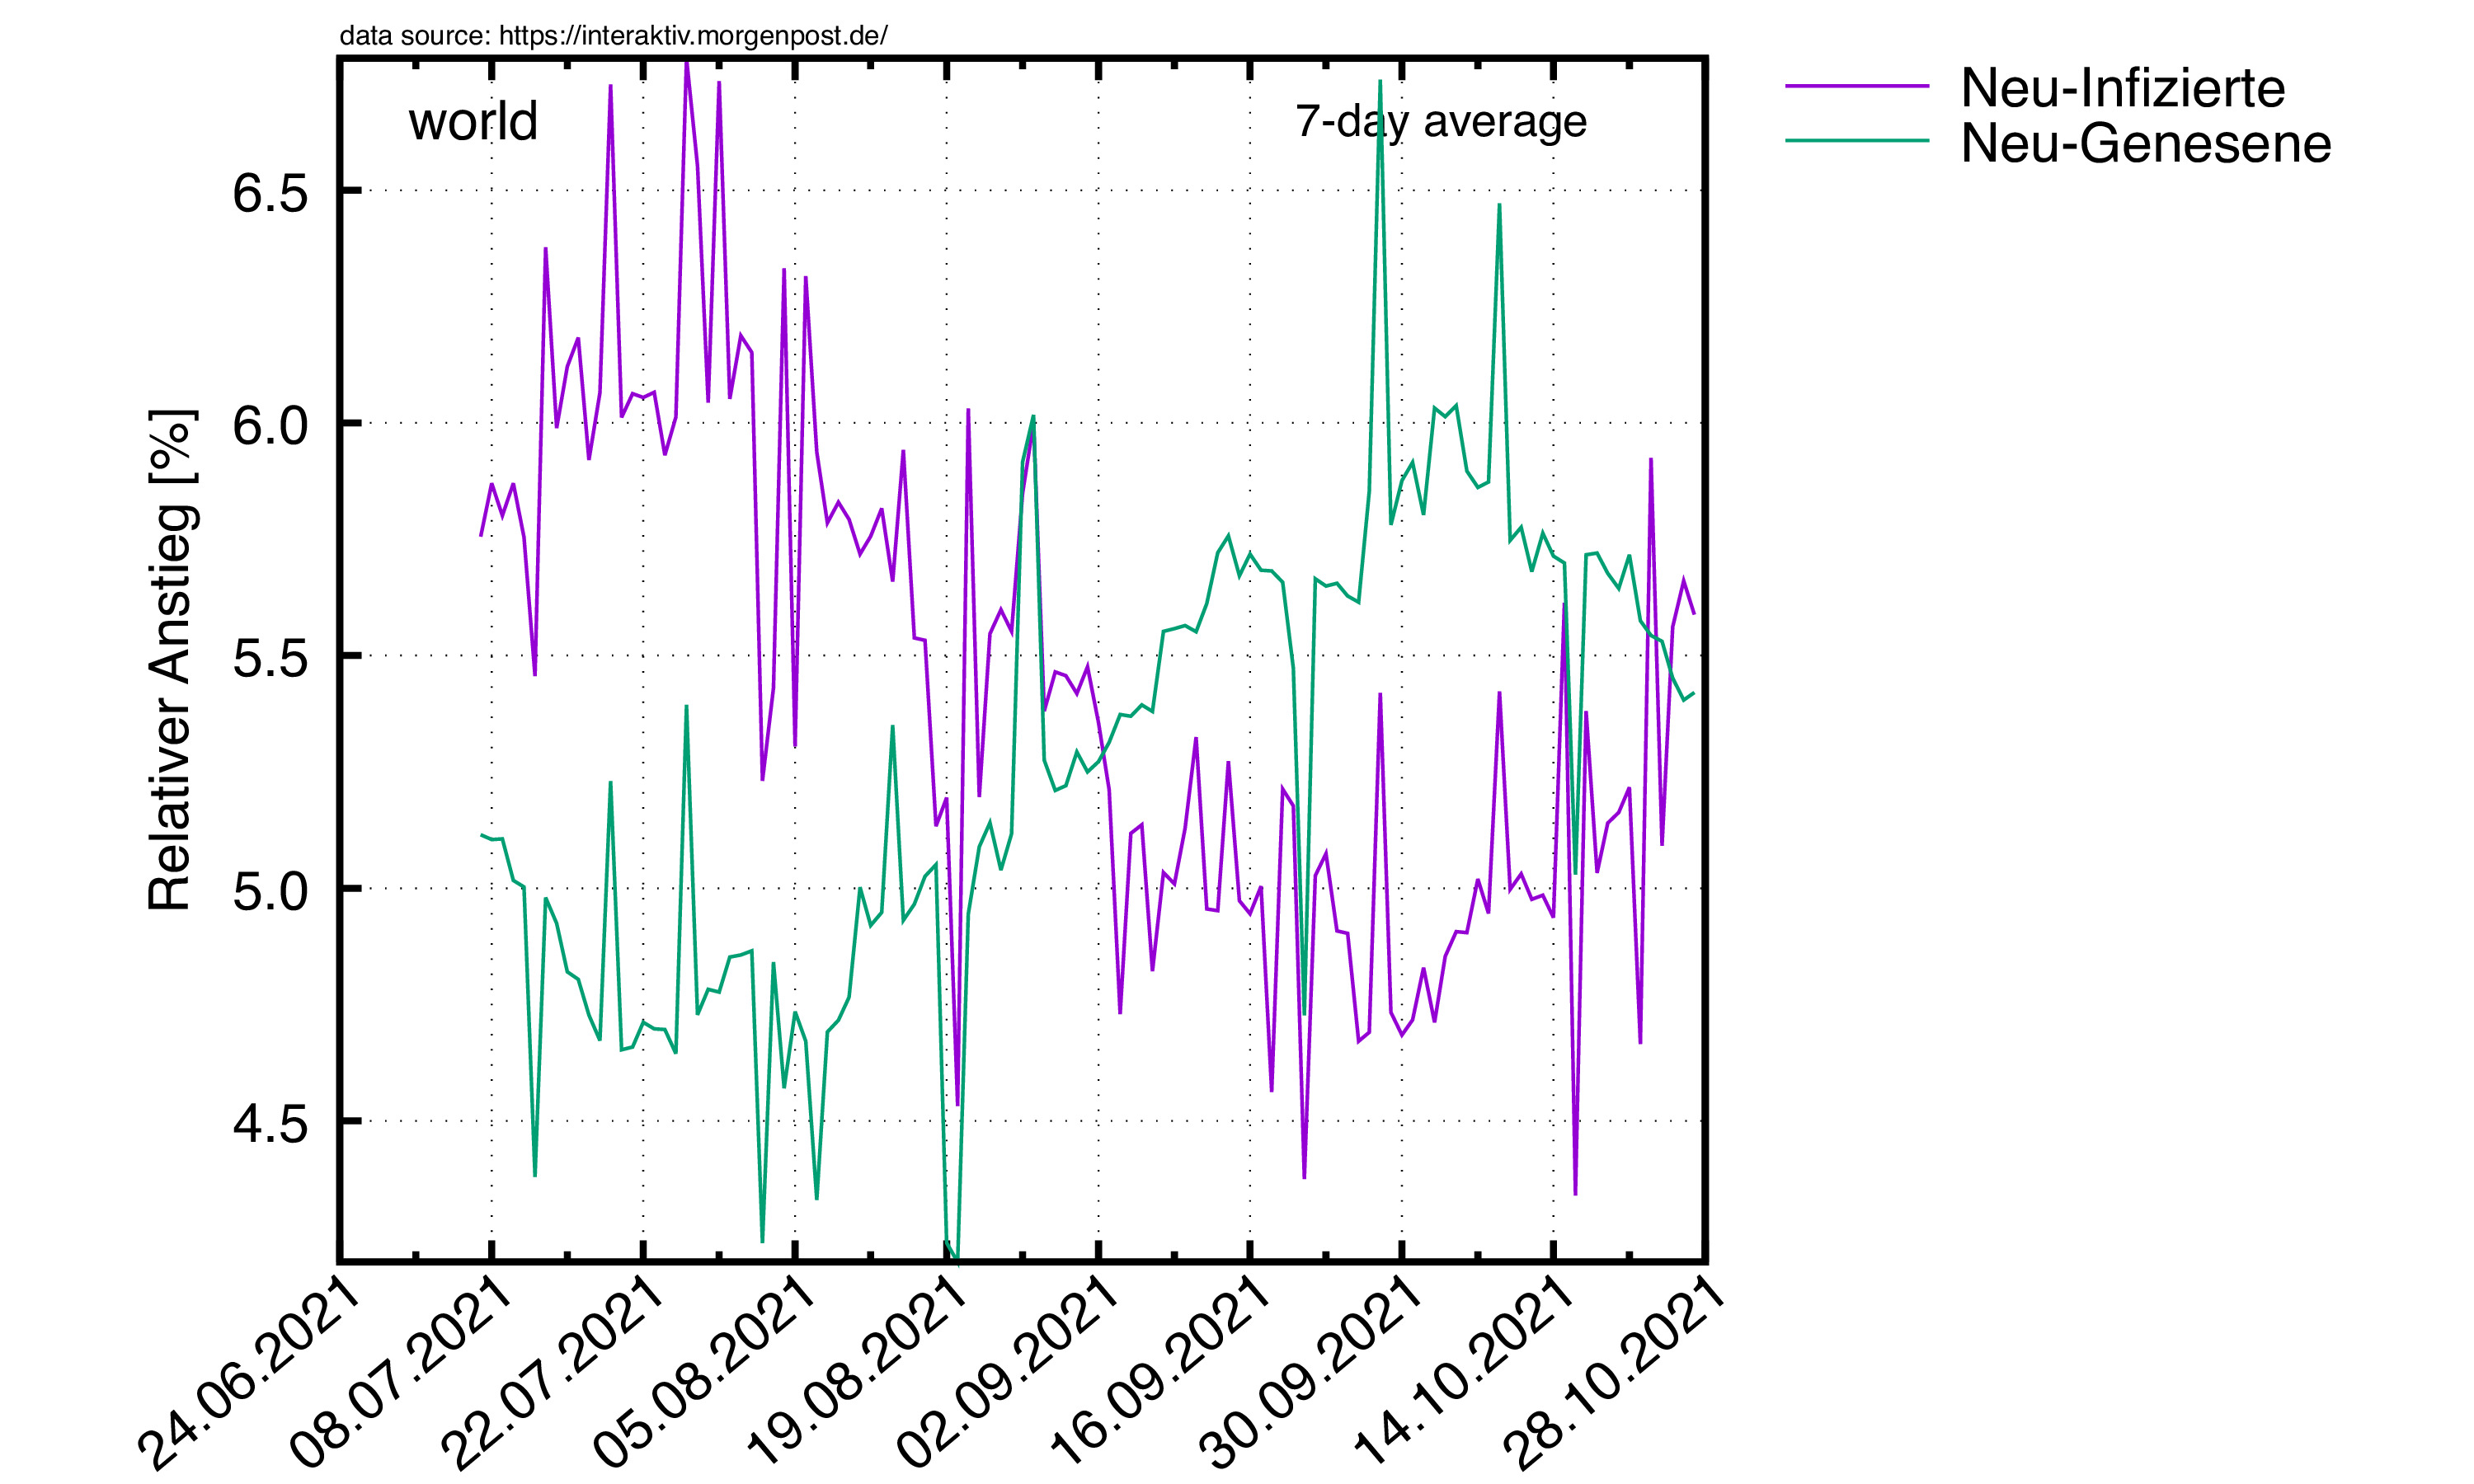 data source: https://interaktiv.morgenpost.de/
world
7-day average
Neu-Infizierte
Neu-Genesene
Relativer Anstieg [%]
6.5
6.0
5.5
5.0
4.5
24.06.2021
08.07.2021
22.07.2021
05.08.2021
19.08.2021
02.09.2021
16.09.2021
30.09.2021
14.10.2021
28.10.2021